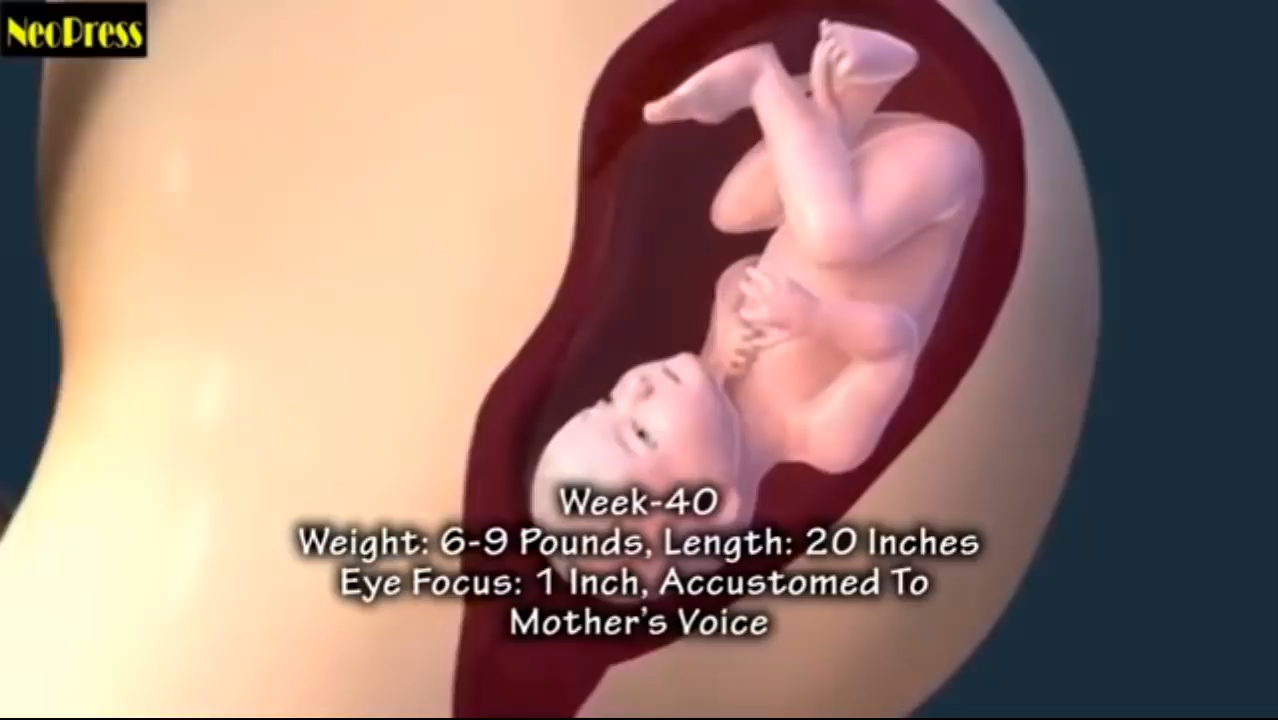 NeoPress
Week-40
Weight: 6-9 Pounds, Length: 20 Inches
Eye Focus: 1 Inch, Accustomed To
Mother's Voice